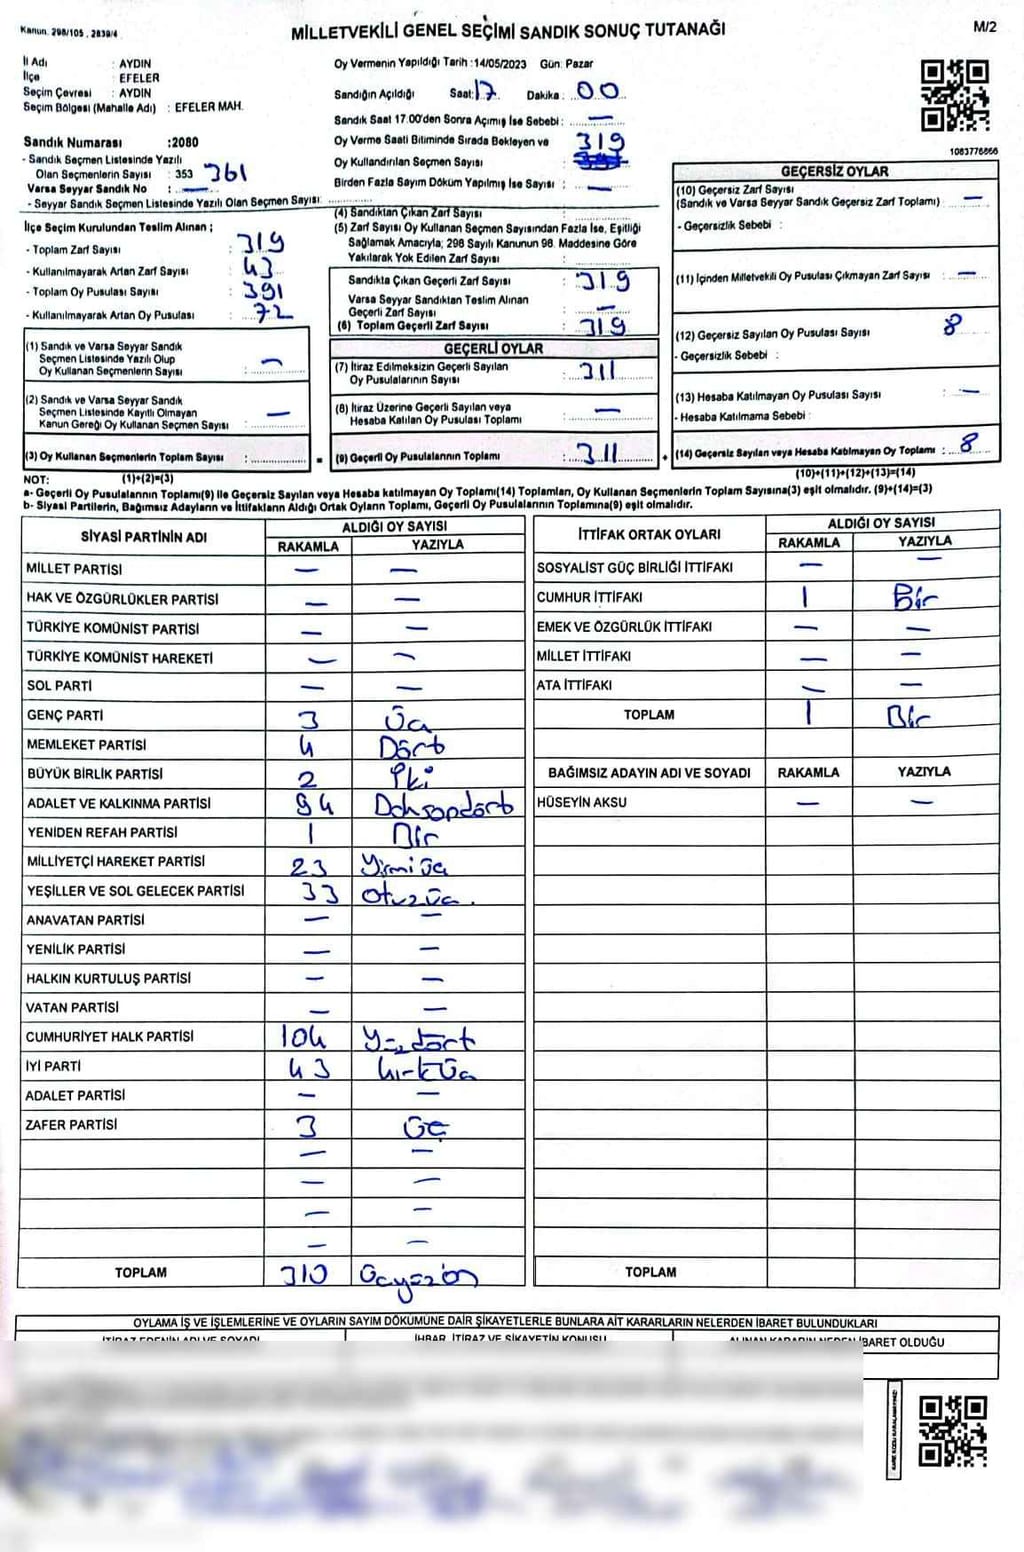 Kanun. 298/105, 2839/4
MİLLETVEKİLİ GENEL SEÇİMİ SANDIK SONUÇ TUTANAĞI
M/2
İl Adı : AYDIN
İlçe : EFELER
Seçim Çevresi : AYDIN
Seçim Bölgesi (Mahalle Adı) : EFELER MAH.
Sandık Numarası :2080
- Sandık Seçmen Listesinde Yazılı
Olan Seçmenlerin Sayısı : 353 361
Varsa Seyyar Sandık No : —
- Seyyar Sandık Seçmen Listesinde Yazılı Olan Seçmen Sayısı:
İlçe Seçim Kurulundan Teslim Alınan ;
- Toplam Zarf Sayısı : 319
- Kullanılmayarak Artan Zarf Sayısı : 43
- Toplam Oy Pusulası Sayısı : 391
- Kullanılmayarak Artan Oy Pusulası : 72
(1) Sandık ve Varsa Seyyar Sandık
Seçmen Listesinde Yazılı Olup
Oy Kullanan Seçmenlerin Sayısı : —
(2) Sandık ve Varsa Seyyar Sandık
Seçmen Listesinde Kayıtlı Olmayan
Kanun Gereği Oy Kullanan Seçmen Sayısı : —
(3) Oy Kullanan Seçmenlerin Toplam Sayısı :
Oy Vermenin Yapıldığı Tarih :14/05/2023 Gün: Pazar
Sandığın Açıldığı Saat: 17 Dakika : 00
Sandık Saat 17.00'den Sonra Açımış İse Sebebi : —
Oy Verme Saati Bitiminde Sırada Bekleyen ve 319
Oy Kullandırılan Seçmen Sayısı :
Birden Fazla Sayım Döküm Yapılmış İse Sayısı : —
(4) Sandıktan Çıkan Zarf Sayısı :
(5) Zarf Sayısı Oy Kullanan Seçmen Sayısından Fazla İse, Eşitliği
Sağlamak Amacıyla; 298 Sayılı Kanunun 98. Maddesine Göre
Yakılarak Yok Edilen Zarf Sayısı :
Sandıkta Çıkan Geçerli Zarf Sayısı : 319
Varsa Seyyar Sandıktan Teslim Alınan
Geçerli Zarf Sayısı : —
(6) Toplam Geçerli Zarf Sayısı : 319
GEÇERLİ OYLAR
(7) İtiraz Edilmeksizin Geçerli Sayılan
Oy Pusulalarının Sayısı : 311
(8) İtiraz Üzerine Geçerli Sayılan veya
Hesaba Katılan Oy Pusulası Toplamı : —
= (9) Geçerli Oy Pusulalarının Toplamı : 311
1083776866
GEÇERSİZ OYLAR
(10) Geçersiz Zarf Sayısı
(Sandık ve Varsa Seyyar Sandık Geçersiz Zarf Toplamı) : —
- Geçersizlik Sebebi :
(11) İçinden Milletvekili Oy Pusulası Çıkmayan Zarf Sayısı : —
(12) Geçersiz Sayılan Oy Pusulası Sayısı : 8
- Geçersizlik Sebebi :
(13) Hesaba Katılmayan Oy Pusulası Sayısı : —
- Hesaba Katılmama Sebebi :
+ (14) Geçersiz Sayılan veya Hesaba Katılmayan Oy Toplamı : 8
NOT: (1)+(2)=(3) (10)+(11)+(12)+(13)=(14)
a- Geçerli Oy Pusulalarının Toplamı(9) ile Geçersiz Sayılan veya Hesaba katılmayan Oy Toplamı(14) Toplamları, Oy Kullanan Seçmenlerin Toplam Sayısına(3) eşit olmalıdır. (9)+(14)=(3)
b- Siyasi Partilerin, Bağımsız Adayların ve İttifakların Aldığı Ortak Oyların Toplamı, Geçerli Oy Pusulalarının Toplamına(9) eşit olmalıdır.
SİYASİ PARTİNİN ADI ALDIĞI OY SAYISI
RAKAMLA YAZIYLA
MİLLET PARTİSİ — —
HAK VE ÖZGÜRLÜKLER PARTİSİ — —
TÜRKİYE KOMÜNİST PARTİSİ — —
TÜRKİYE KOMÜNİST HAREKETİ — —
SOL PARTİ — —
GENÇ PARTİ 3 Üç
MEMLEKET PARTİSİ 4 Dört
BÜYÜK BİRLİK PARTİSİ 2 İki
ADALET VE KALKINMA PARTİSİ 94 Doksandört
YENİDEN REFAH PARTİSİ 1 Bir
MİLLİYETÇİ HAREKET PARTİSİ 23 Yirmiüç
YEŞİLLER VE SOL GELECEK PARTİSİ 33 Otuzüç.
ANAVATAN PARTİSİ — —
YENİLİK PARTİSİ — —
HALKIN KURTULUŞ PARTİSİ — —
VATAN PARTİSİ — —
CUMHURİYET HALK PARTİSİ 104 Yüzdört
İYİ PARTİ 43 kırküç
ADALET PARTİSİ — —
ZAFER PARTİSİ 3 Üç
— —
— —
— —
— —
TOPLAM 310 Üçyüzon
İTTİFAK ORTAK OYLARI ALDIĞI OY SAYISI
RAKAMLA YAZIYLA
SOSYALİST GÜÇ BİRLİĞİ İTTİFAKI — —
CUMHUR İTTİFAKI 1 Bir
EMEK VE ÖZGÜRLÜK İTTİFAKI — —
MİLLET İTTİFAKI — —
ATA İTTİFAKI — —
TOPLAM 1 Bir
BAĞIMSIZ ADAYIN ADI VE SOYADI RAKAMLA YAZIYLA
HÜSEYİN AKSU — —
TOPLAM
OYLAMA İŞ VE İŞLEMLERİNE VE OYLARIN SAYIM DÖKÜMÜNE DAİR ŞİKAYETLERLE BUNLARA AİT KARARLARIN NELERDEN İBARET BULUNDUKLARI
İTİRAZ EDENİN ADI VE SOYADI İHBAR, İTİRAZ VE ŞİKAYETİN KONUSU ALINAN KARARIN NEDEN İBARET OLDUĞU
KARE KODU KARALAMAYINIZ!